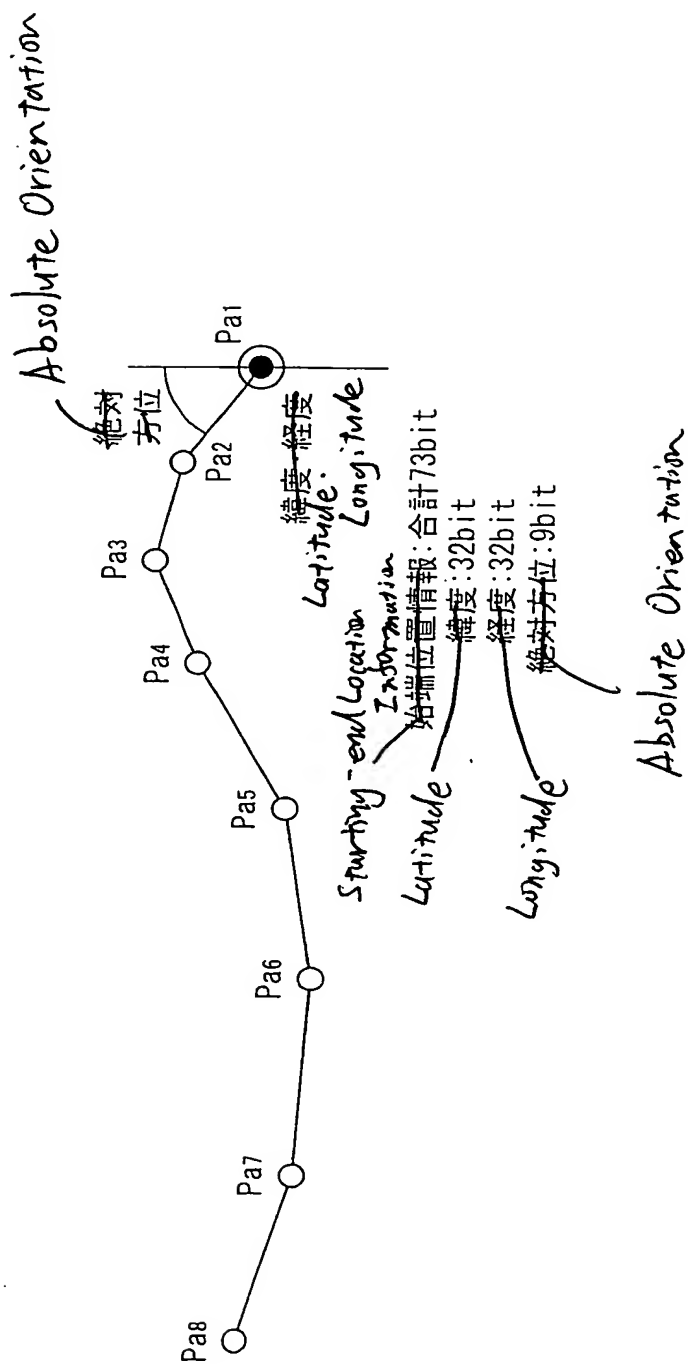 Absolute Orientation
絶対
方位
Pa1
Pa2
Pa3
Pa4
Pa5
Pa6
Pa7
Pa8
緯度・経度
Latitude.
Longitude
Starting-end Location
Information
始端位置情報:合計73bit
Latitude
緯度:32bit
Longitude
経度:32bit
絶対方位:9bit
Absolute Orientation